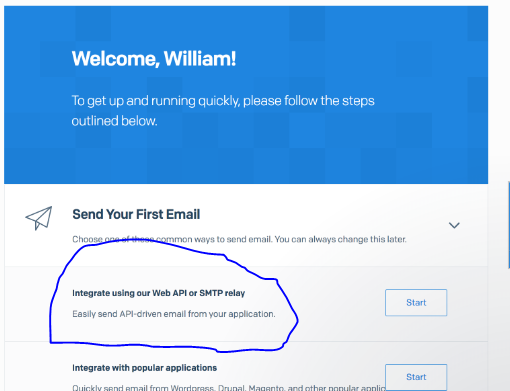 Welcome, William!
To get up and running quickly, please follow the steps
outlined below.
Send Your First Email
Choose one of these common ways to send email. You can always change this later.
Integrate using our Web API or SMTP relay
Easily send API-driven email from your application.
Start
Integrate with popular applications
Start
Quickly send email from Wordpress, Drupal, Magento, and other popular applic